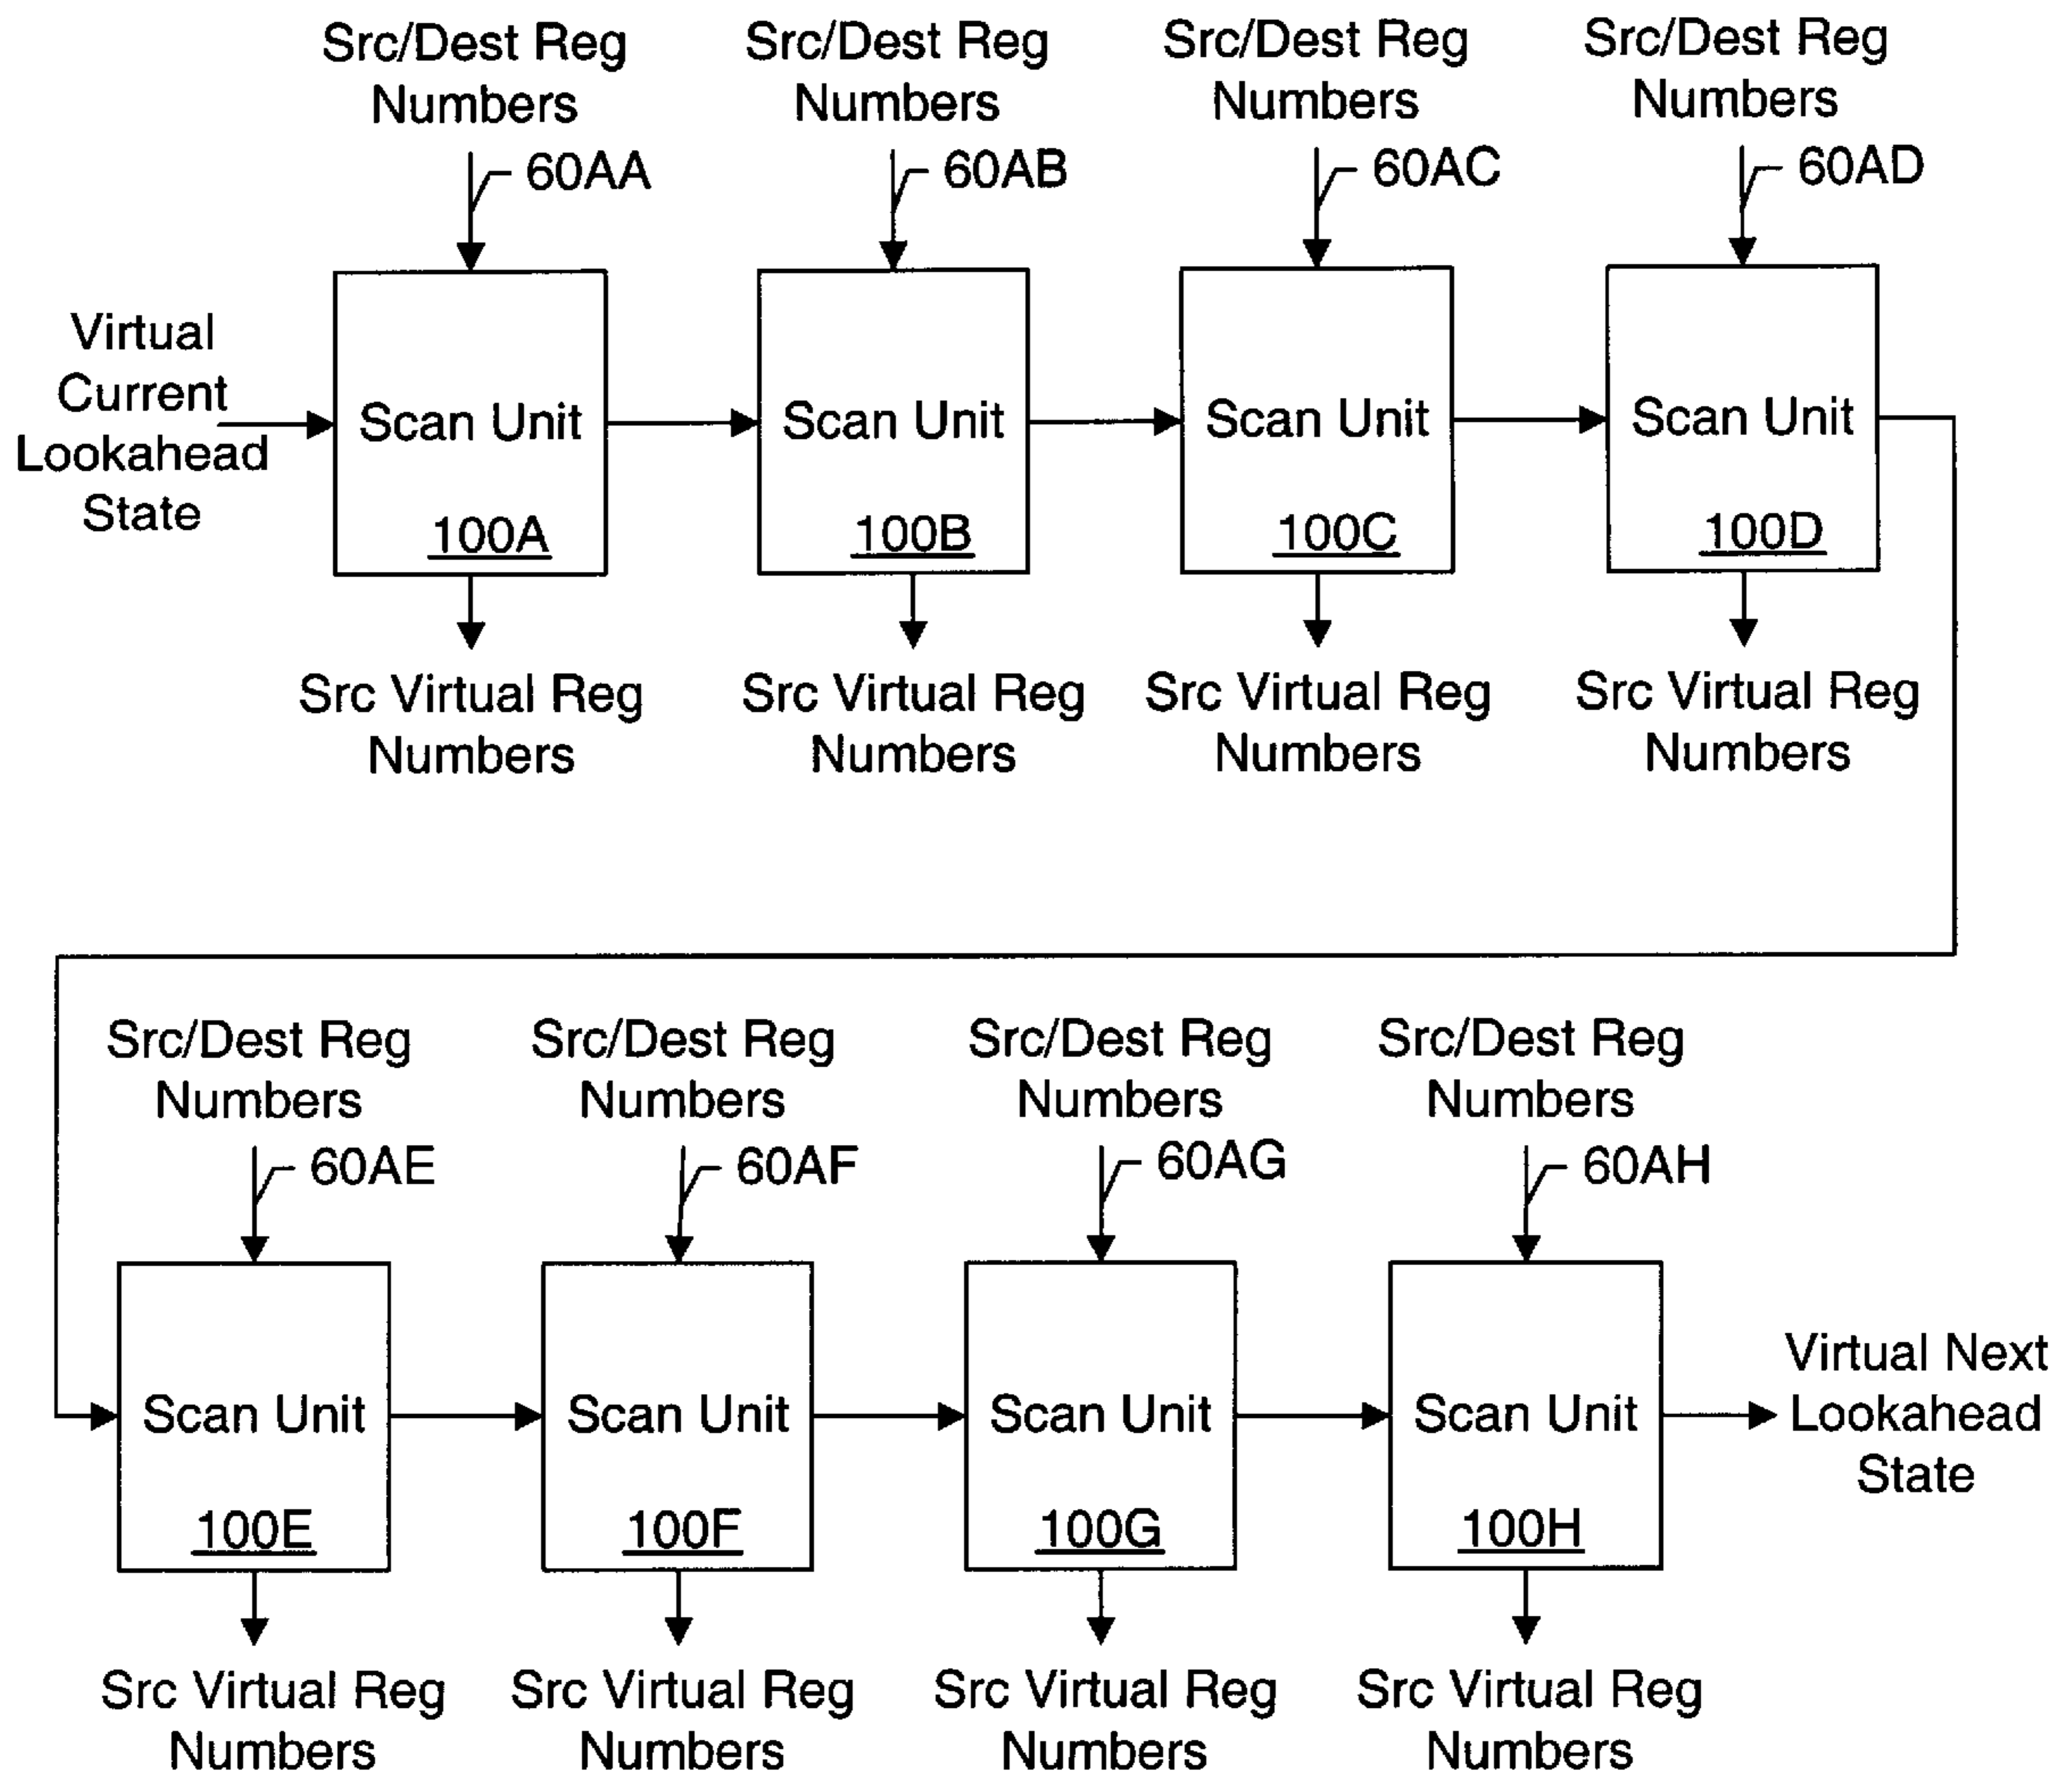 Src/Dest Reg
Numbers
Src/Dest Reg
Numbers
Src/Dest Reg
Numbers
Src/Dest Reg
Numbers
60AA
60AB
60AC
60AD
Virtual
Current
Lookahead
State
Scan Unit
100A
Scan Unit
100B
Scan Unit
100C
Scan Unit
100D
Src Virtual Reg
Numbers
Src Virtual Reg
Numbers
Src Virtual Reg
Numbers
Src Virtual Reg
Numbers
Src/Dest Reg
Numbers
Src/Dest Reg
Numbers
Src/Dest Reg
Numbers
Src/Dest Reg
Numbers
60AE
60AF
60AG
60AH
Scan Unit
100E
Scan Unit
100F
Scan Unit
100G
Scan Unit
100H
Virtual Next
Lookahead
State
Src Virtual Reg
Numbers
Src Virtual Reg
Numbers
Src Virtual Reg
Numbers
Src Virtual Reg
Numbers